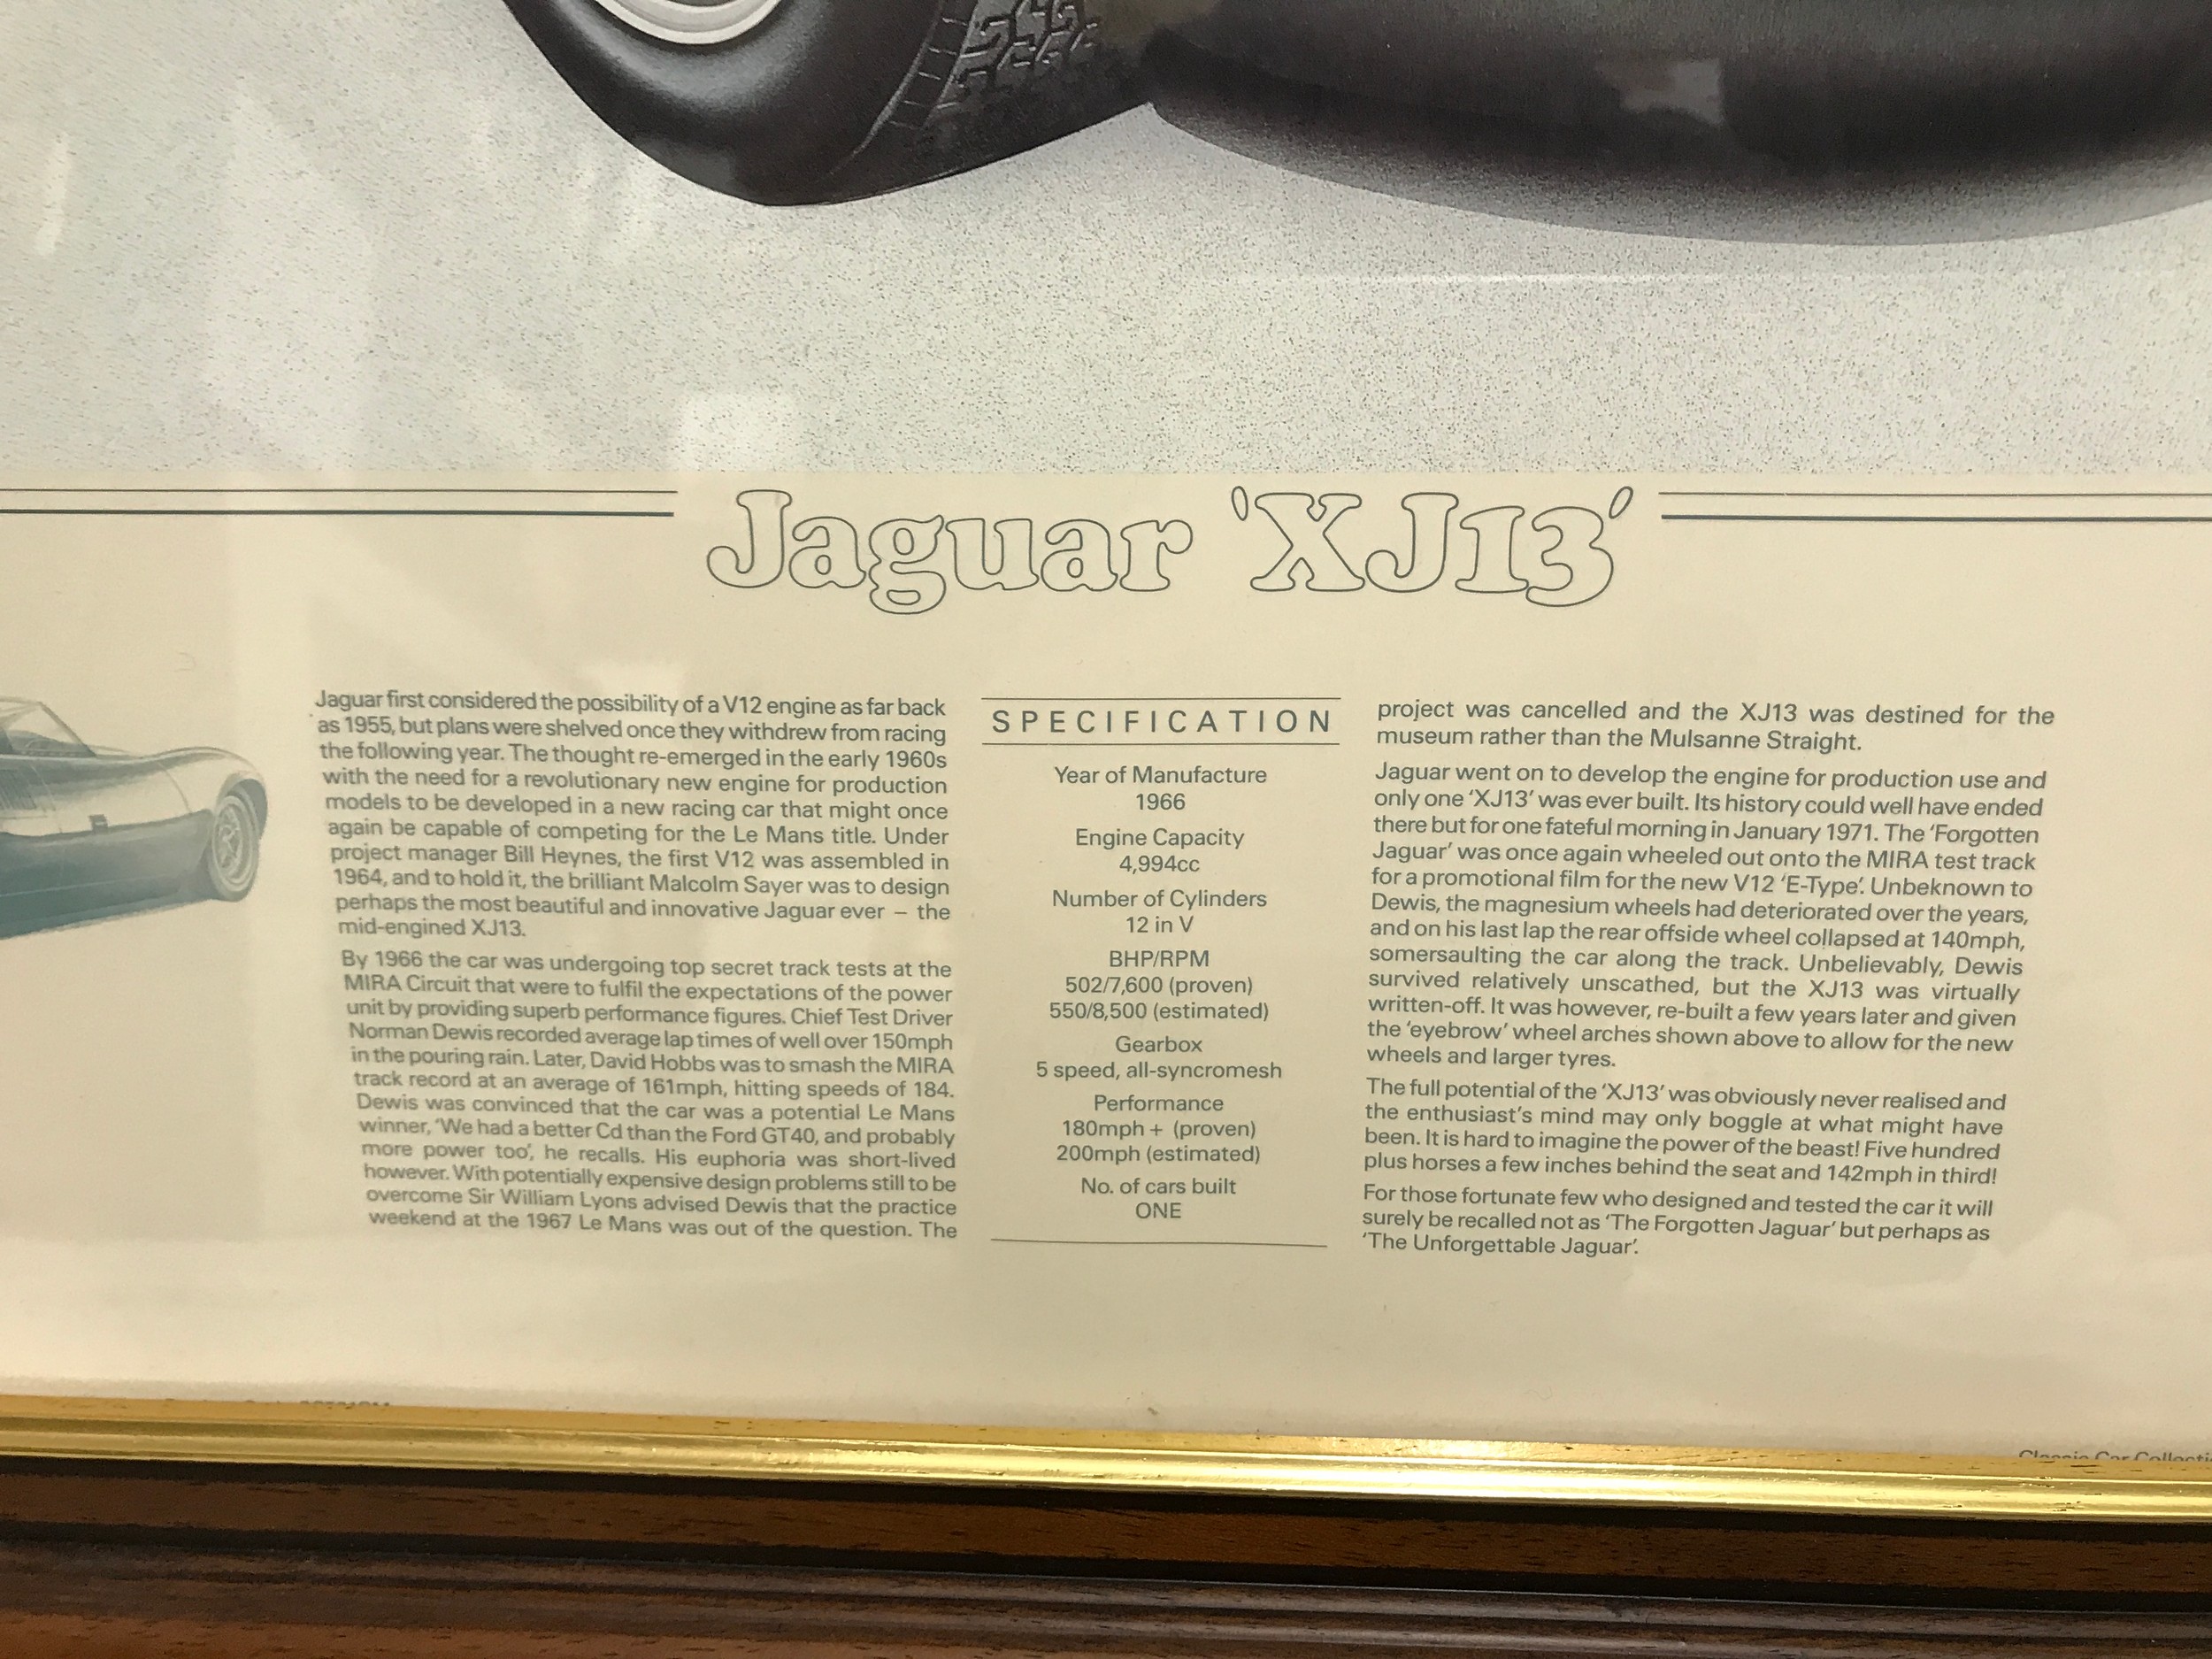 Jaguar 'XJ13'
Jaguar first considered the possibility of a V12 engine as far back
as 1955, but plans were shelved once they withdrew from racing
the following year. The thought re-emerged in the early 1960s
with the need for a revolutionary new engine for production
models to be developed in a new racing car that might once
again be capable of competing for the Le Mans title. Under
project manager Bill Heynes, the first V12 was assembled in
1964, and to hold it, the brilliant Malcolm Sayer was to design
perhaps the most beautiful and innovative Jaguar ever – the
mid-engined XJ13.
By 1966 the car was undergoing top secret track tests at the
MIRA Circuit that were to fulfil the expectations of the power
unit by providing superb performance figures. Chief Test Driver
Norman Dewis recorded average lap times of well over 150mph
in the pouring rain. Later, David Hobbs was to smash the MIRA
track record at an average of 161mph, hitting speeds of 184.
Dewis was convinced that the car was a potential Le Mans
winner, 'We had a better Cd than the Ford GT40, and probably
more power too', he recalls. His euphoria was short-lived
however. With potentially expensive design problems still to be
overcome Sir William Lyons advised Dewis that the practice
weekend at the 1967 Le Mans was out of the question. The
SPECIFICATION
Year of Manufacture
1966
Engine Capacity
4,994cc
Number of Cylinders
12 in V
BHP/RPM
502/7,600 (proven)
550/8,500 (estimated)
Gearbox
5 speed, all-syncromesh
Performance
180mph + (proven)
200mph (estimated)
No. of cars built
ONE
project was cancelled and the XJ13 was destined for the
museum rather than the Mulsanne Straight.
Jaguar went on to develop the engine for production use and
only one 'XJ13' was ever built. Its history could well have ended
there but for one fateful morning in January 1971. The 'Forgotten
Jaguar' was once again wheeled out onto the MIRA test track
for a promotional film for the new V12 'E-Type'. Unbeknown to
Dewis, the magnesium wheels had deteriorated over the years,
and on his last lap the rear offside wheel collapsed at 140mph,
somersaulting the car along the track. Unbelievably, Dewis
survived relatively unscathed, but the XJ13 was virtually
written-off. It was however, re-built a few years later and given
the 'eyebrow' wheel arches shown above to allow for the new
wheels and larger tyres.
The full potential of the 'XJ13' was obviously never realised and
the enthusiast's mind may only boggle at what might have
been. It is hard to imagine the power of the beast! Five hundred
plus horses a few inches behind the seat and 142mph in third!
For those fortunate few who designed and tested the car it will
surely be recalled not as 'The Forgotten Jaguar' but perhaps as
'The Unforgettable Jaguar'.
Classic Car